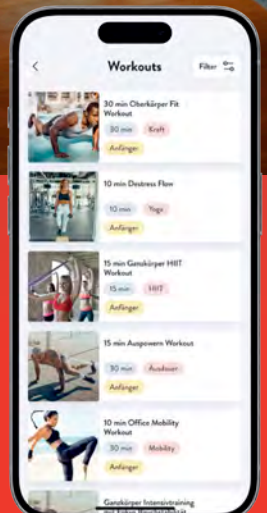 Workouts
Filter
30 min Oberkörper Fit
Workout
30 min Kraft
Anfänger
10 min Destress Flow
10 min Yoga
Anfänger
15 min Ganzkörper HIIT
Workout
15 min HIIT
Anfänger
15 min Auspowern Workout
30 min Ausdauer
Anfänger
10 min Office Mobility
Workout
30 min Mobility
Anfänger
Ganzkörper Intensivtraining